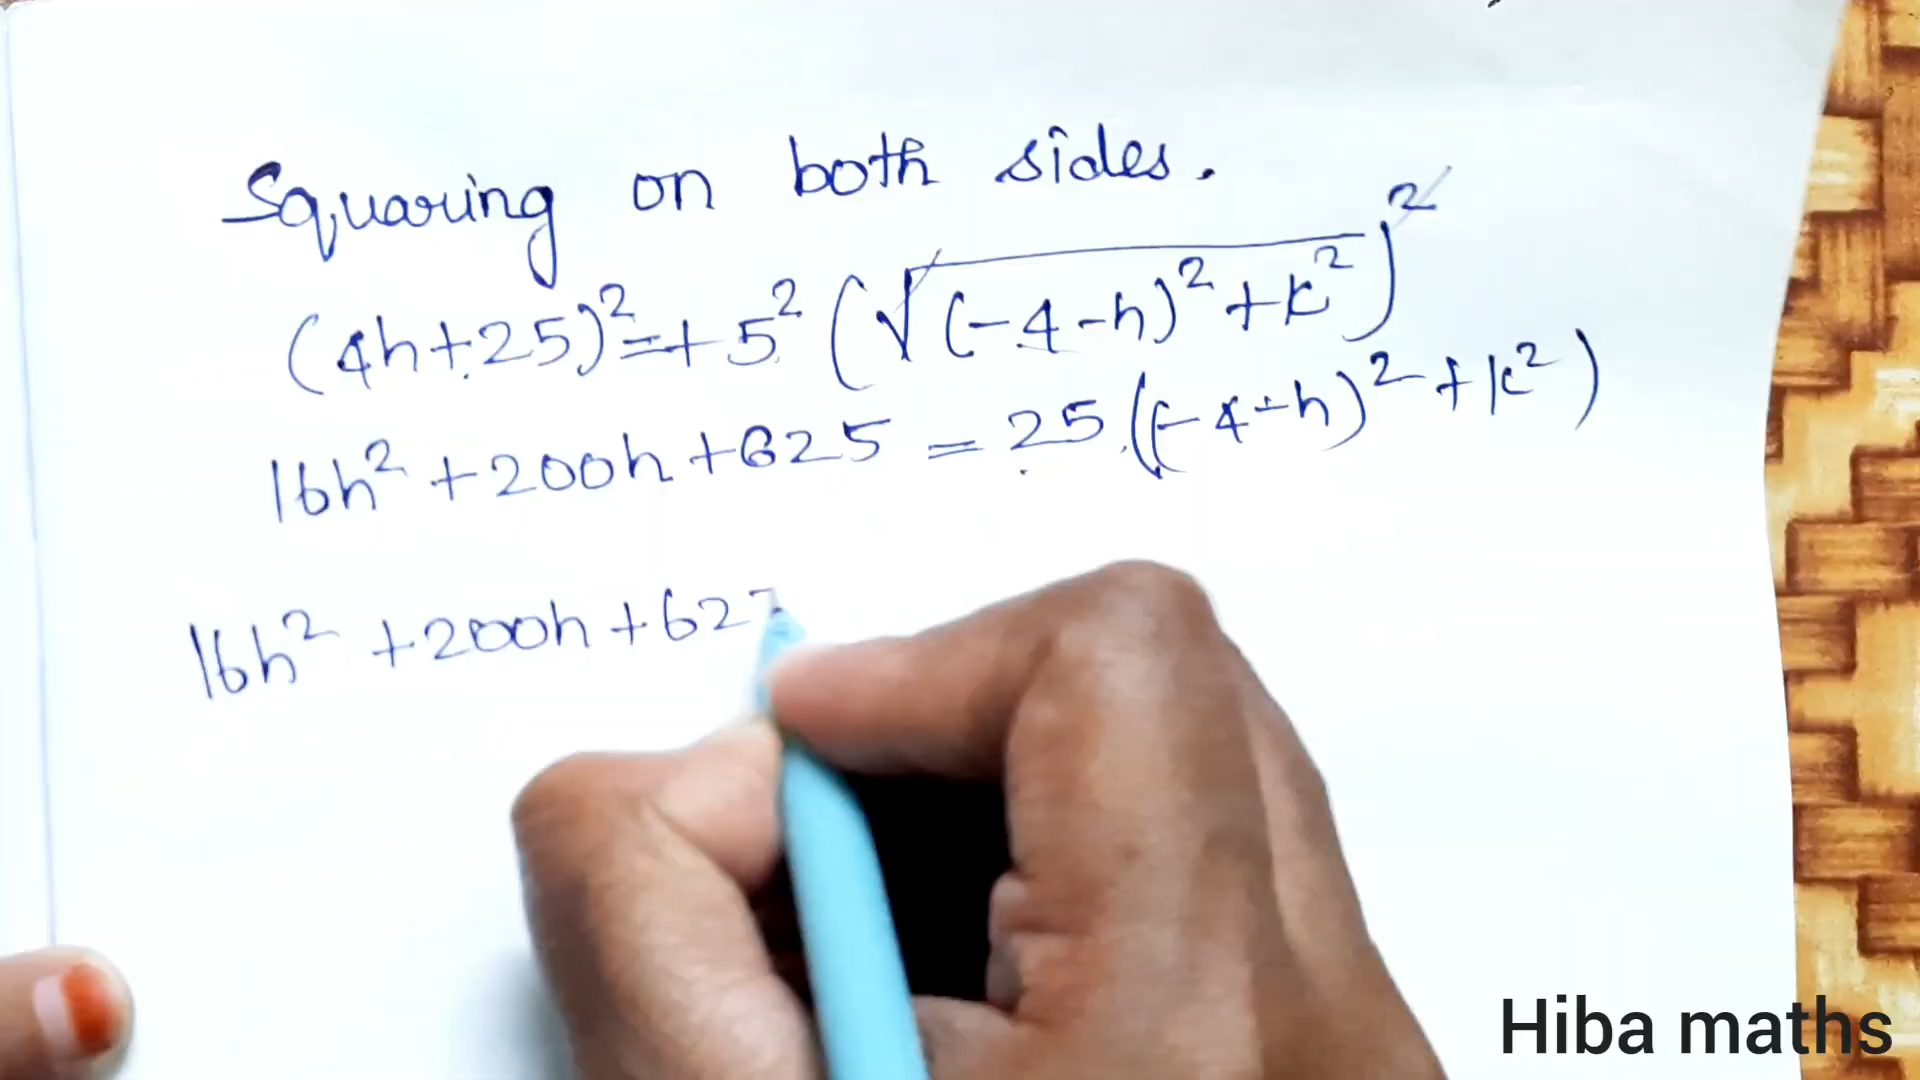 Squaring on both sides.
(4h+25)²=+5²(√(-4-h)²+k²)²
16h²+200h+625 = 25((-4-h)²+k²)
16h²+200h+62
Hiba maths